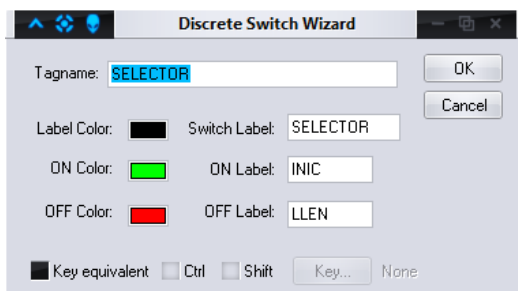 Discrete Switch Wizard
Tagname: SELECTOR OK
Cancel
Label Color: Switch Label: SELECTOR
ON Color: ON Label: INIC
OFF Color: OFF Label: LLEN
Key equivalent Ctrl Shift Key... None